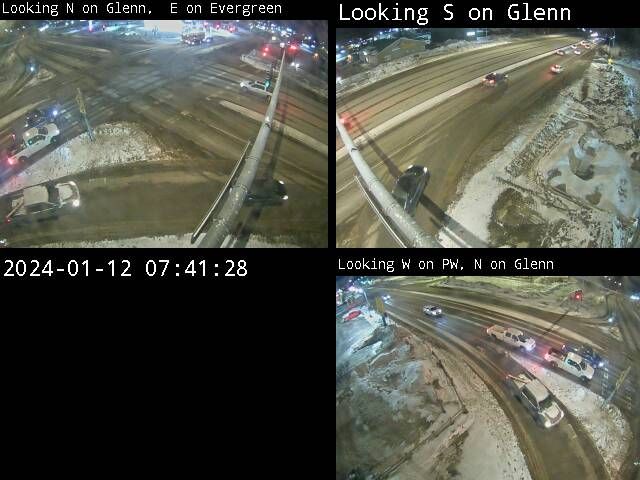 Looking N on Glenn, E on Evergreen
Looking S on Glenn
2024-01-12 07:41:28
Looking W on PW, N on Glenn